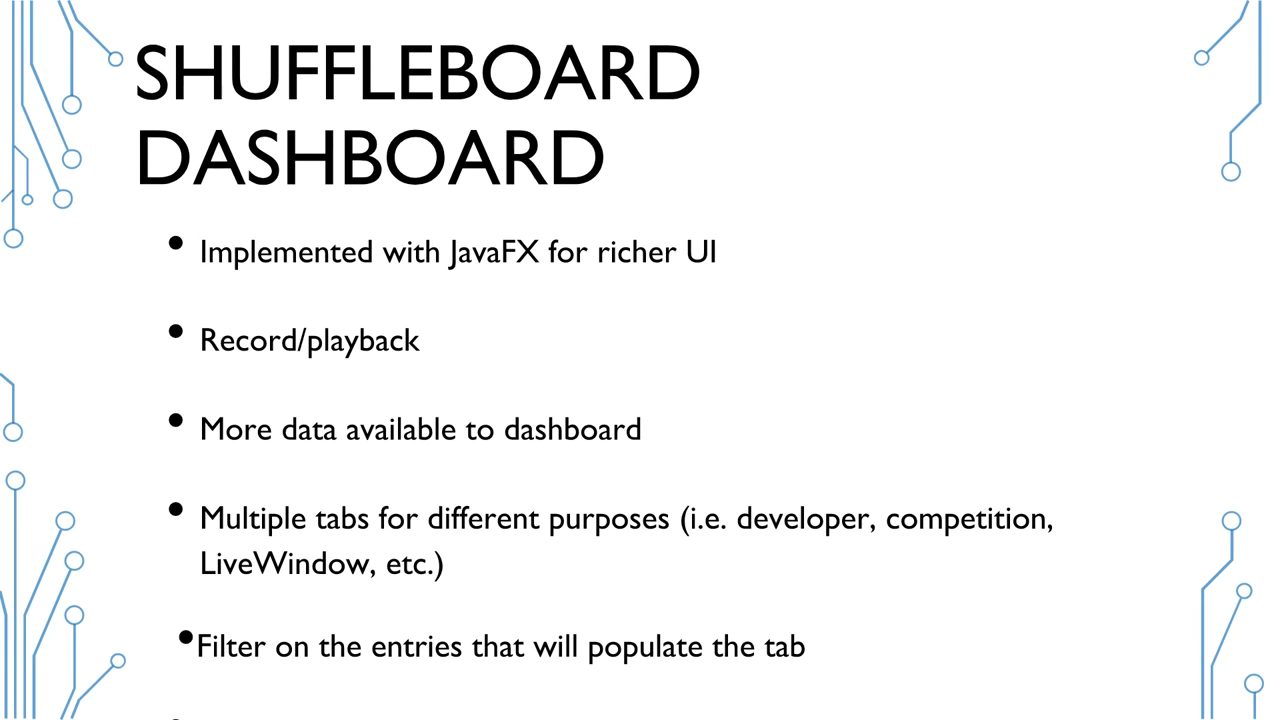 SHUFFLEBOARD
DASHBOARD
• Implemented with JavaFX for richer UI
• Record/playback
• More data available to dashboard
• Multiple tabs for different purposes (i.e. developer, competition,
LiveWindow, etc.)
•Filter on the entries that will populate the tab